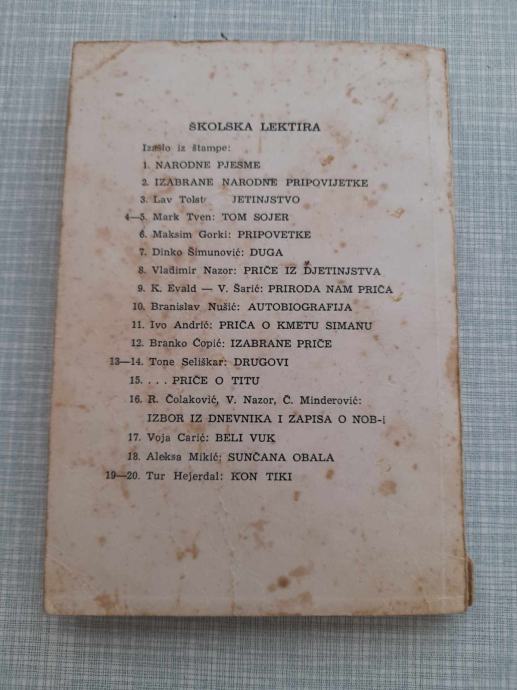 ŠKOLSKA LEKTIRA
Izašlo iz štampe:
1. NARODNE PJESME
2. IZABRANE NARODNE PRIPOVIJETKE
3. Lav Tolst JETINJSTVO
4—5. Mark Tven: TOM SOJER
6. Maksim Gorki: PRIPOVETKE
7. Dinko Šimunović: DUGA
8. Vladimir Nazor: PRIČE IZ DJETINJSTVA
9. K. Evald — V. Šarić: PRIRODA NAM PRIČA
10. Branislav Nušić: AUTOBIOGRAFIJA
11. Ivo Andrić: PRIČA O KMETU SIMANU
12. Branko Ćopić: IZABRANE PRIČE
13—14. Tone Seliškar: DRUGOVI
15. . . . PRIČE O TITU
16. R. Čolaković, V. Nazor, Č. Minderović:
IZBOR IZ DNEVNIKA I ZAPISA O NOB-i
17. Voja Carić: BELI VUK
18. Aleksa Mikić: SUNČANA OBALA
19—20. Tur Hejerdal: KON TIKI